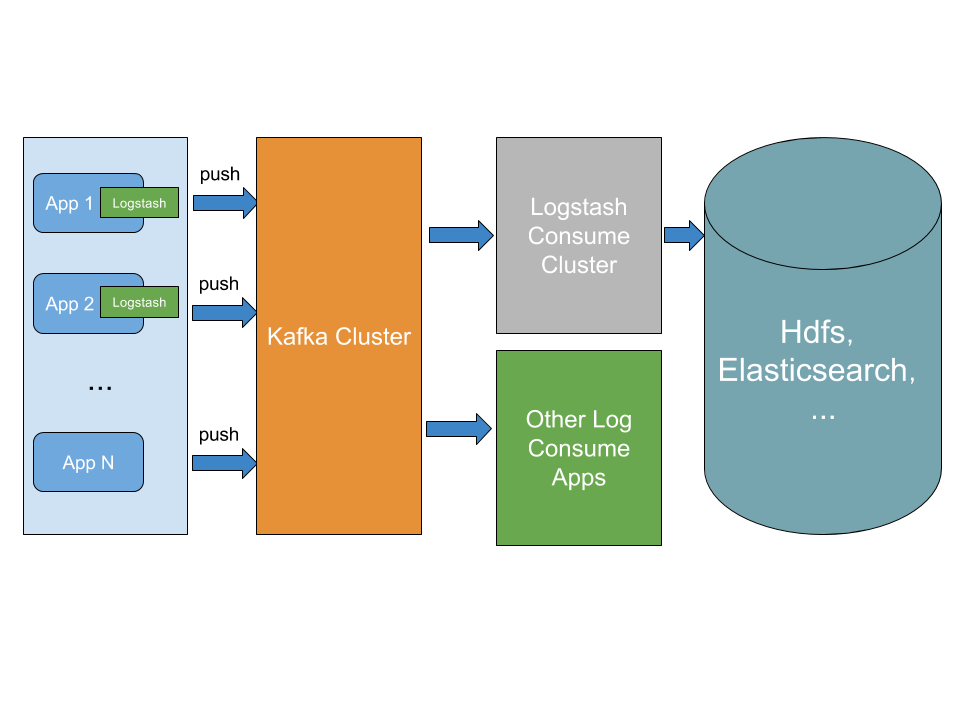 push
App 1
Logstash
push
App 2
Logstash
...
push
App N
Kafka Cluster
Logstash
Consume
Cluster
Other Log
Consume
Apps
Hdfs,
Elasticsearch,
...